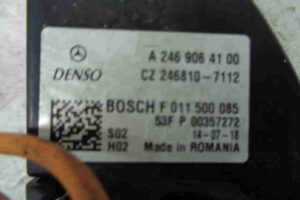 A 246 906 41 00
DENSO CZ 246810-7112
BOSCH F 011 500 085
53F P 00357272
S02 14-07-18
H02 Made in ROMANIA